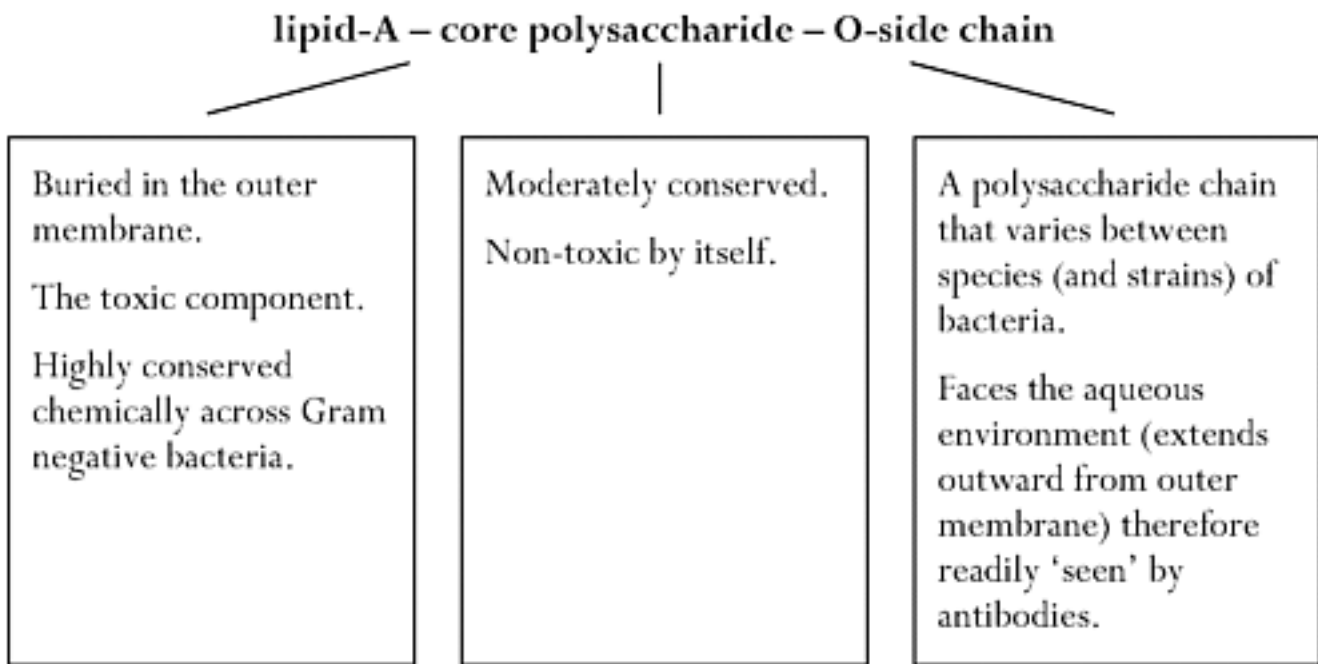 lipid-A – core polysaccharide – O-side chain
Buried in the outer
membrane.
The toxic component.
Highly conserved
chemically across Gram
negative bacteria.
Moderately conserved.
Non-toxic by itself.
A polysaccharide chain
that varies between
species (and strains) of
bacteria.
Faces the aqueous
environment (extends
outward from outer
membrane) therefore
readily ‘seen’ by
antibodies.